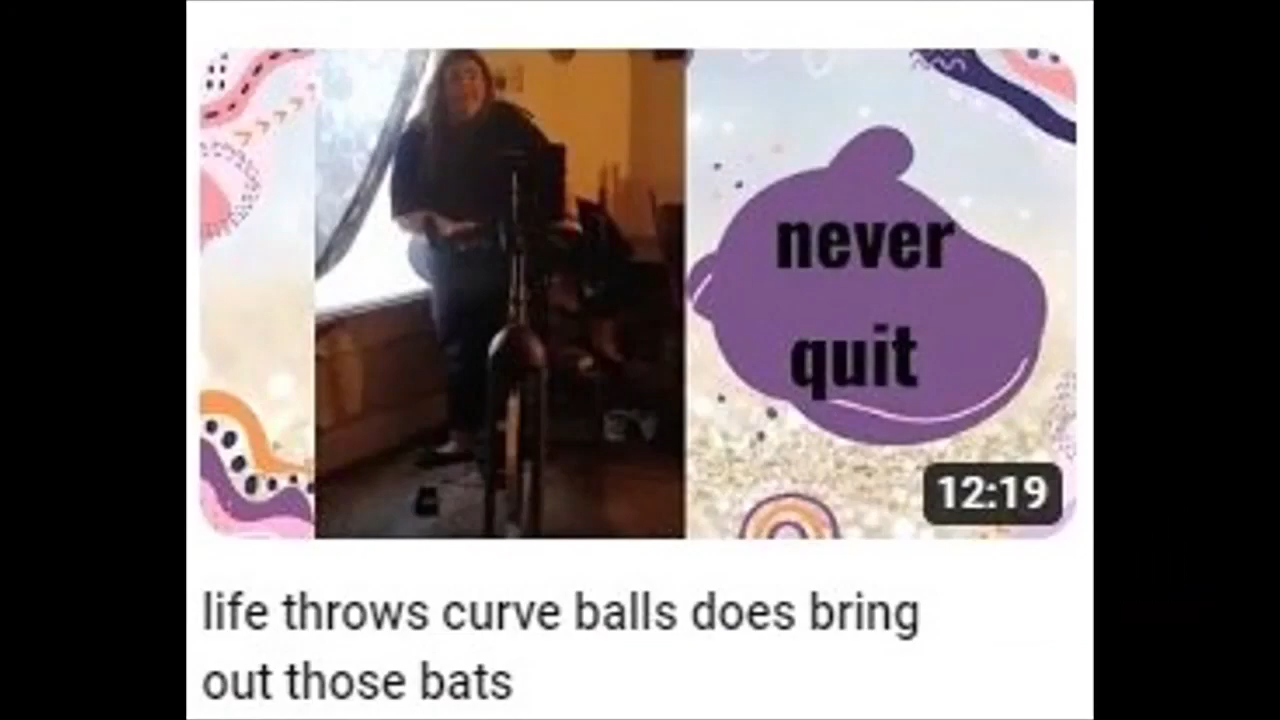 never
quit
12:19
life throws curve balls does bring
out those bats